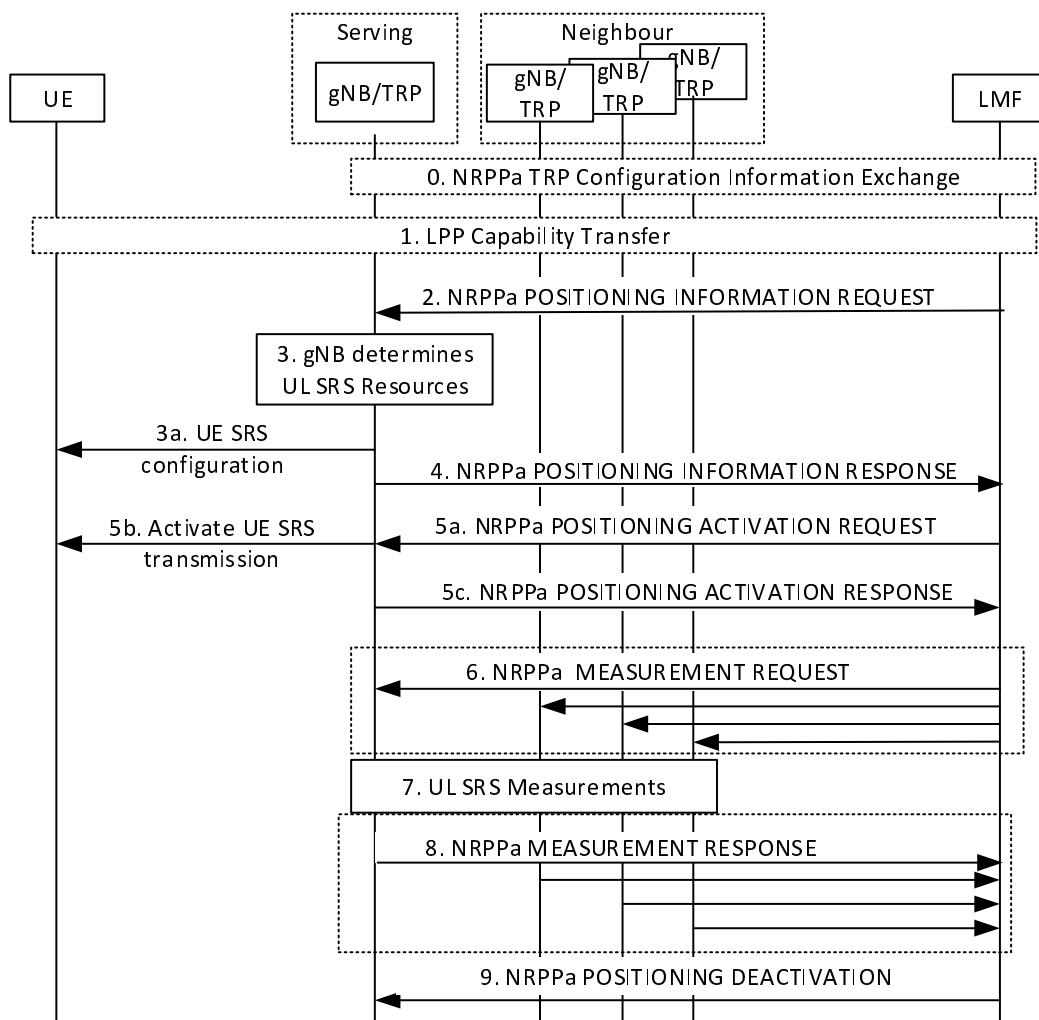 Serving
Neighbour
UE
gNB/TRP
gNB/
TRP
gNB/
TRP
gNB/
TRP
LMF
0. NRPPa TRP Configuration Information Exchange
1. LPP Capability Transfer
2. NRPPa POSITIONING INFORMATION REQUEST
3. gNB determines
UL SRS Resources
3a. UE SRS
configuration
4. NRPPa POSITIONING INFORMATION RESPONSE
5b. Activate UE SRS
transmission
5a. NRPPa POSITIONING ACTIVATION REQUEST
5c. NRPPa POSITIONING ACTIVATION RESPONSE
6. NRPPa MEASUREMENT REQUEST
7. UL SRS Measurements
8. NRPPa MEASUREMENT RESPONSE
9. NRPPa POSITIONING DEACTIVATION